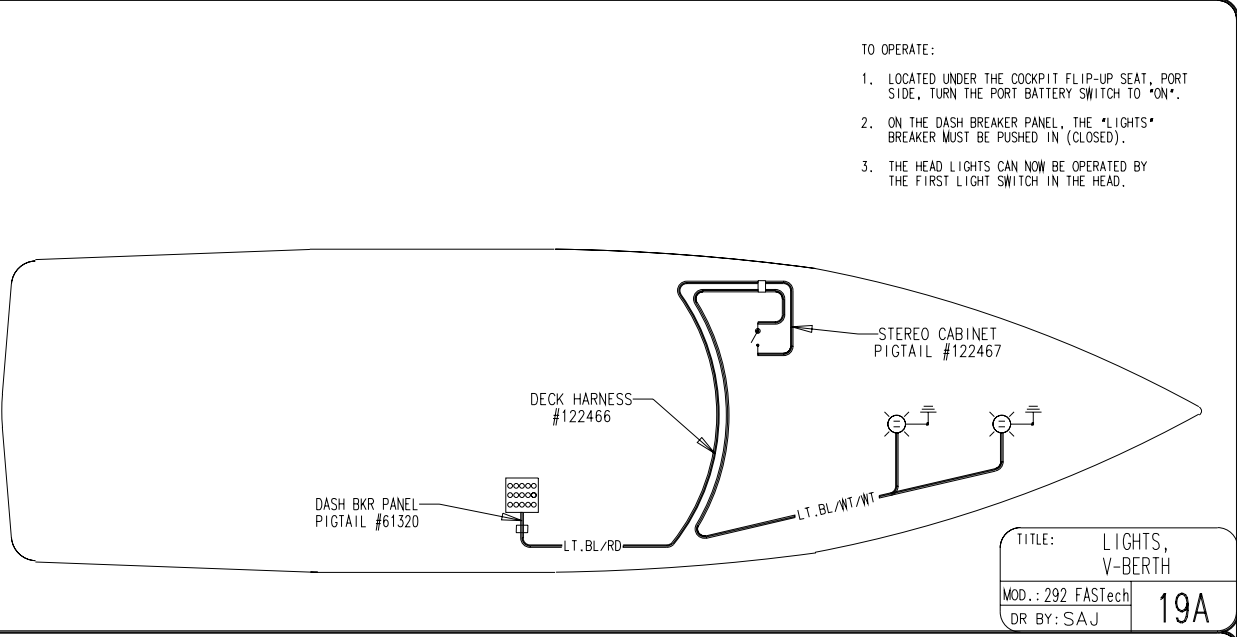 TO OPERATE:
1. LOCATED UNDER THE COCKPIT FLIP-UP SEAT, PORT
SIDE, TURN THE PORT BATTERY SWITCH TO "ON".
2. ON THE DASH BREAKER PANEL, THE "LIGHTS"
BREAKER MUST BE PUSHED IN (CLOSED).
3. THE HEAD LIGHTS CAN NOW BE OPERATED BY
THE FIRST LIGHT SWITCH IN THE HEAD.
STEREO CABINET
PIGTAIL #122467
DECK HARNESS
#122466
DASH BKR PANEL
PIGTAIL #61320
LT.BL/RD
LT.BL/WT/WT
TITLE: LIGHTS,
V-BERTH
MOD.: 292 FASTech
DR BY: SAJ
19A